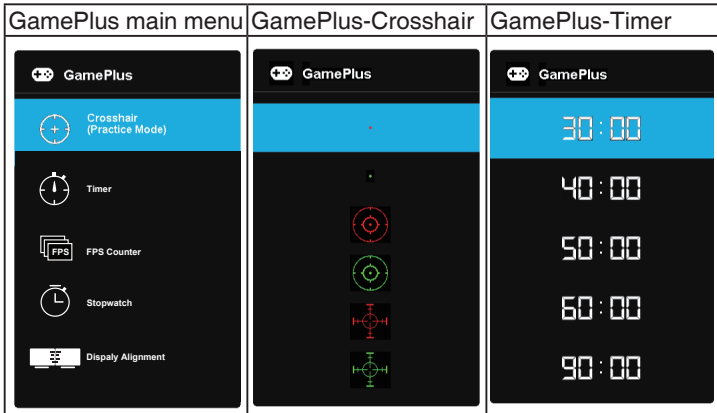 GamePlus main menu
GamePlus-Crosshair
GamePlus-Timer
GamePlus
Crosshair
(Practice Mode)
Timer
FPS
FPS Counter
Stopwatch
Dispaly Alignment
GamePlus
GamePlus
30:00
40:00
50:00
60:00
90:00